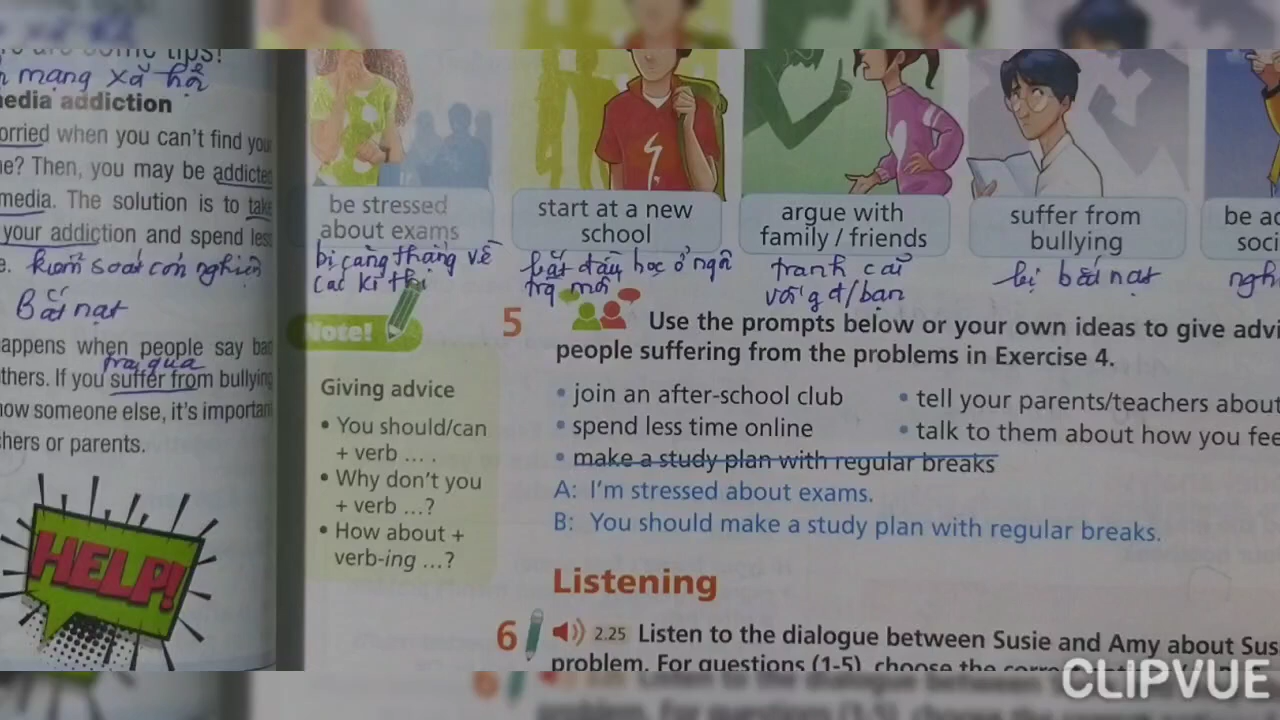 are some tips!
mạng xã hội
media addiction
orried when you can't find your
ne? Then, you may be addicted
media. The solution is to take
your addiction and spend less
e. kiểm soát cơn nghiện
Bắt nạt
appens when people say bad
trải qua
thers. If you suffer from bullying
now someone else, it's important
chers or parents.
HELP!
be stressed
about exams
bị căng thẳng về
các kì thi
start at a new
school
bắt đầu học ở ngôi
trg mới
argue with
family / friends
tranh cãi
với gđ/bạn
suffer from
bullying
bị bắt nạt
be ad
soci
ngh
Note!
Giving advice
• You should/can
+ verb ... .
• Why don't you
+ verb ...?
• How about +
verb-ing ...?
5 Use the prompts below or your own ideas to give advi
people suffering from the problems in Exercise 4.
• join an after-school club
• spend less time online
• make a study plan with regular breaks
• tell your parents/teachers about
• talk to them about how you fee
A: I'm stressed about exams.
B: You should make a study plan with regular breaks.
Listening
6 2.25 Listen to the dialogue between Susie and Amy about Sus
problem. For questions (1-5), choose the
CLIPVUE